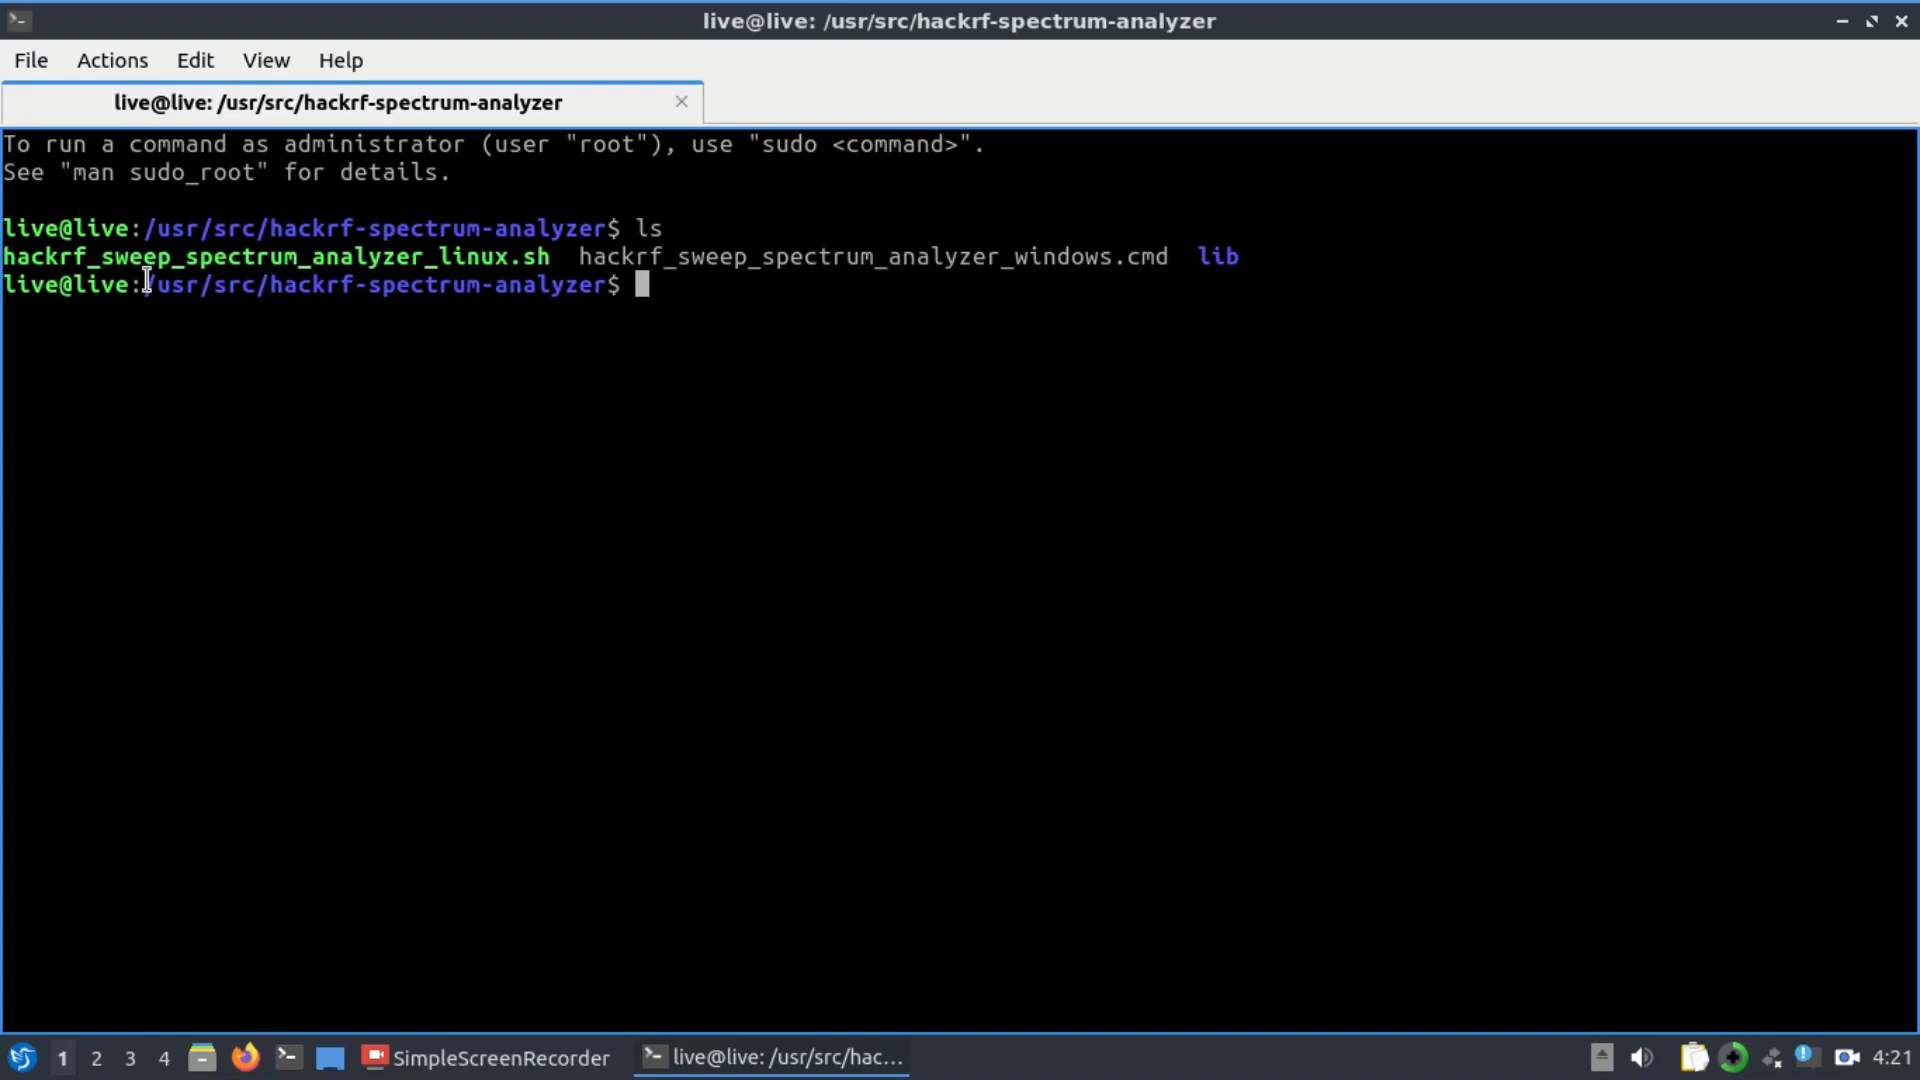 live@live: /usr/src/hackrf-spectrum-analyzer
File Actions Edit View Help
live@live: /usr/src/hackrf-spectrum-analyzer
To run a command as administrator (user "root"), use "sudo <command>".
See "man sudo_root" for details.
live@live:/usr/src/hackrf-spectrum-analyzer$ ls
hackrf_sweep_spectrum_analyzer_linux.sh hackrf_sweep_spectrum_analyzer_windows.cmd lib
live@live:/usr/src/hackrf-spectrum-analyzer$
1 2 3 4 SimpleScreenRecorder live@live: /usr/src/hac... 4:21